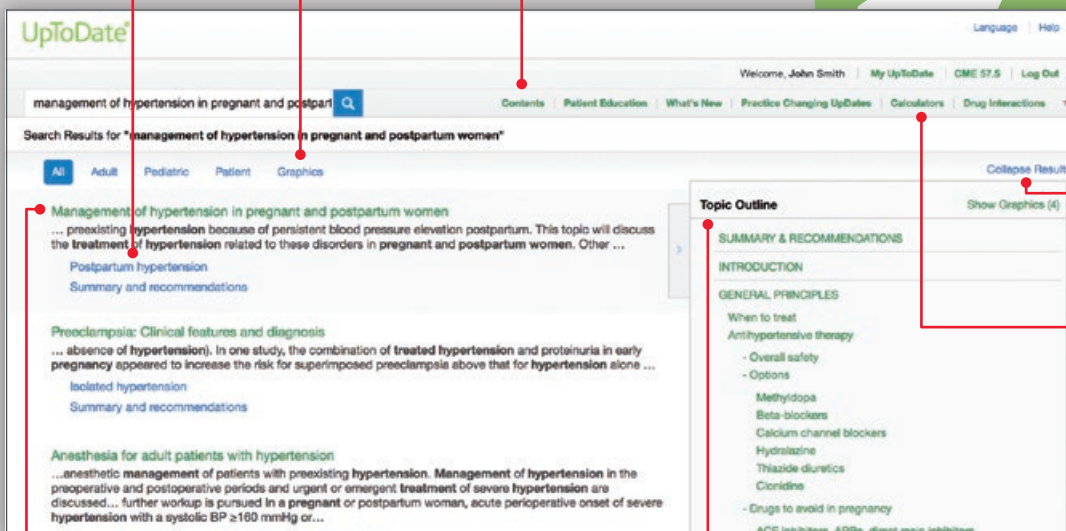 UpToDate®
Language Help
Welcome, John Smith My UpToDate CME 57.5 Log Out
management of hypertension in pregnant and postpart
Contents Patient Education What's New Practice Changing UpDates Calculators Drug Interactions
Search Results for "management of hypertension in pregnant and postpartum women"
All Adult Pediatric Patient Graphics
Collapse Result
Management of hypertension in pregnant and postpartum women
... preexisting hypertension because of persistent blood pressure elevation postpartum. This topic will discuss
the treatment of hypertension related to these disorders in pregnant and postpartum women. Other ...
Postpartum hypertension
Summary and recommendations
Preeclampsia: Clinical features and diagnosis
... absence of hypertension). In one study, the combination of treated hypertension and proteinuria in early
pregnancy appeared to increase the risk for superimposed preeclampsia above that for hypertension alone ...
Isolated hypertension
Summary and recommendations
Anesthesia for adult patients with hypertension
...anesthetic management of patients with preexisting hypertension. Management of hypertension in the
preoperative and postoperative periods and urgent or emergent treatment of severe hypertension are
discussed... further workup is pursued in a pregnant or postpartum woman, acute perioperative onset of severe
hypertension with a systolic BP ≥160 mmHg or...
Topic Outline Show Graphics (4)
SUMMARY & RECOMMENDATIONS
INTRODUCTION
GENERAL PRINCIPLES
When to treat
Antihypertensive therapy
- Overall safety
- Options
Methyldopa
Beta-blockers
Calcium channel blockers
Hydralazine
Thiazide diuretics
Clonidine
- Drugs to avoid in pregnancy
ACE inhibitors, ARBs, direct renin inhibitors